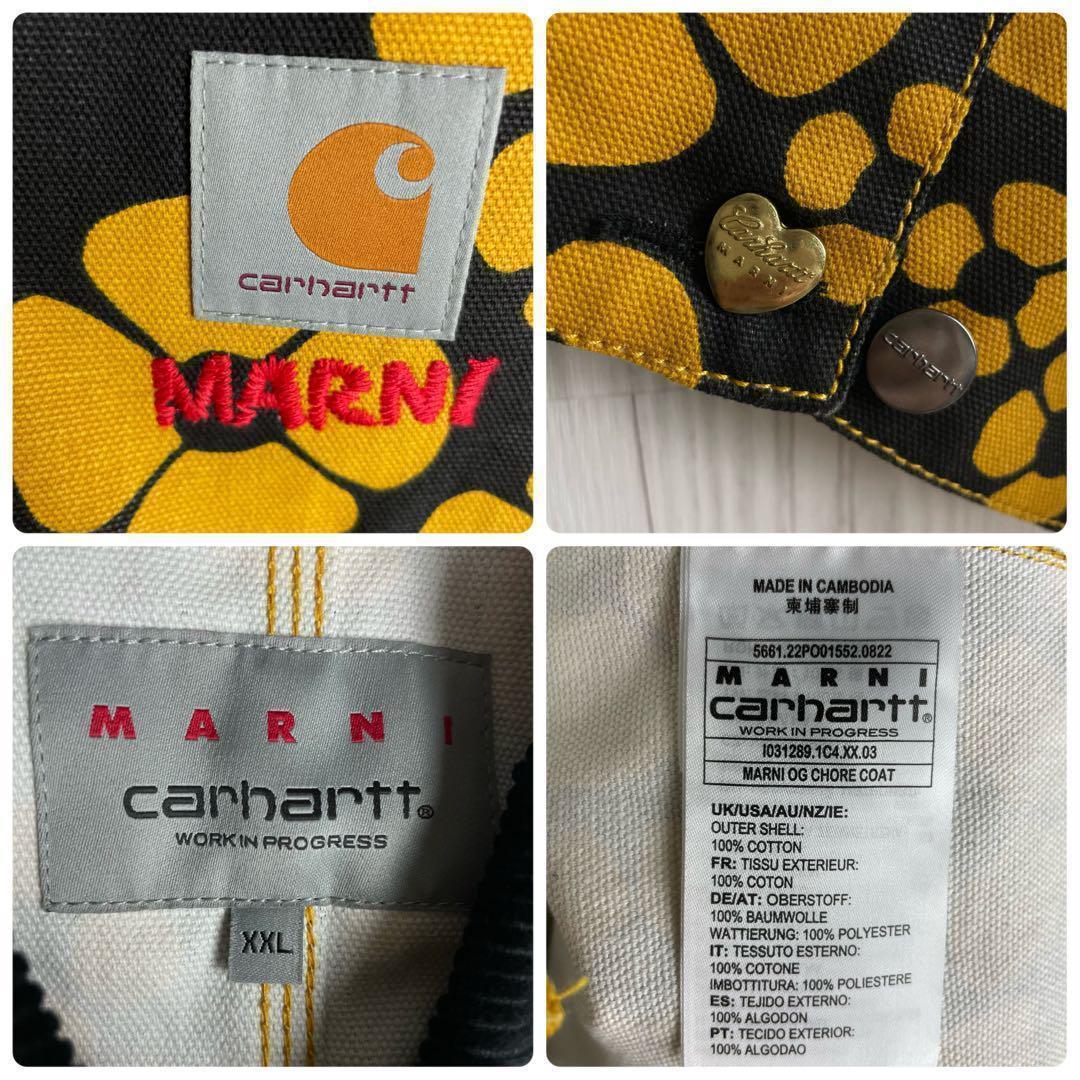 carhartt
MARNI
Carhartt
MARNI
carhartt
MARNI
carhartt®
WORK IN PROGRESS
XXL
MADE IN CAMBODIA
柬埔寨制
5661.22PO01552.0822
MARNI
carhartt®
WORK IN PROGRESS
I031289.1C4.XX.03
MARNI OG CHORE COAT
UK/USA/AU/NZ/IE:
OUTER SHELL:
100% COTTON
FR: TISSU EXTERIEUR:
100% COTON
DE/AT: OBERSTOFF:
100% BAUMWOLLE
WATTIERUNG: 100% POLYESTER
IT: TESSUTO ESTERNO:
100% COTONE
IMBOTTITURA: 100% POLIESTERE
ES: TEJIDO EXTERNO:
100% ALGODON
PT: TECIDO EXTERIOR:
100% ALGODAO